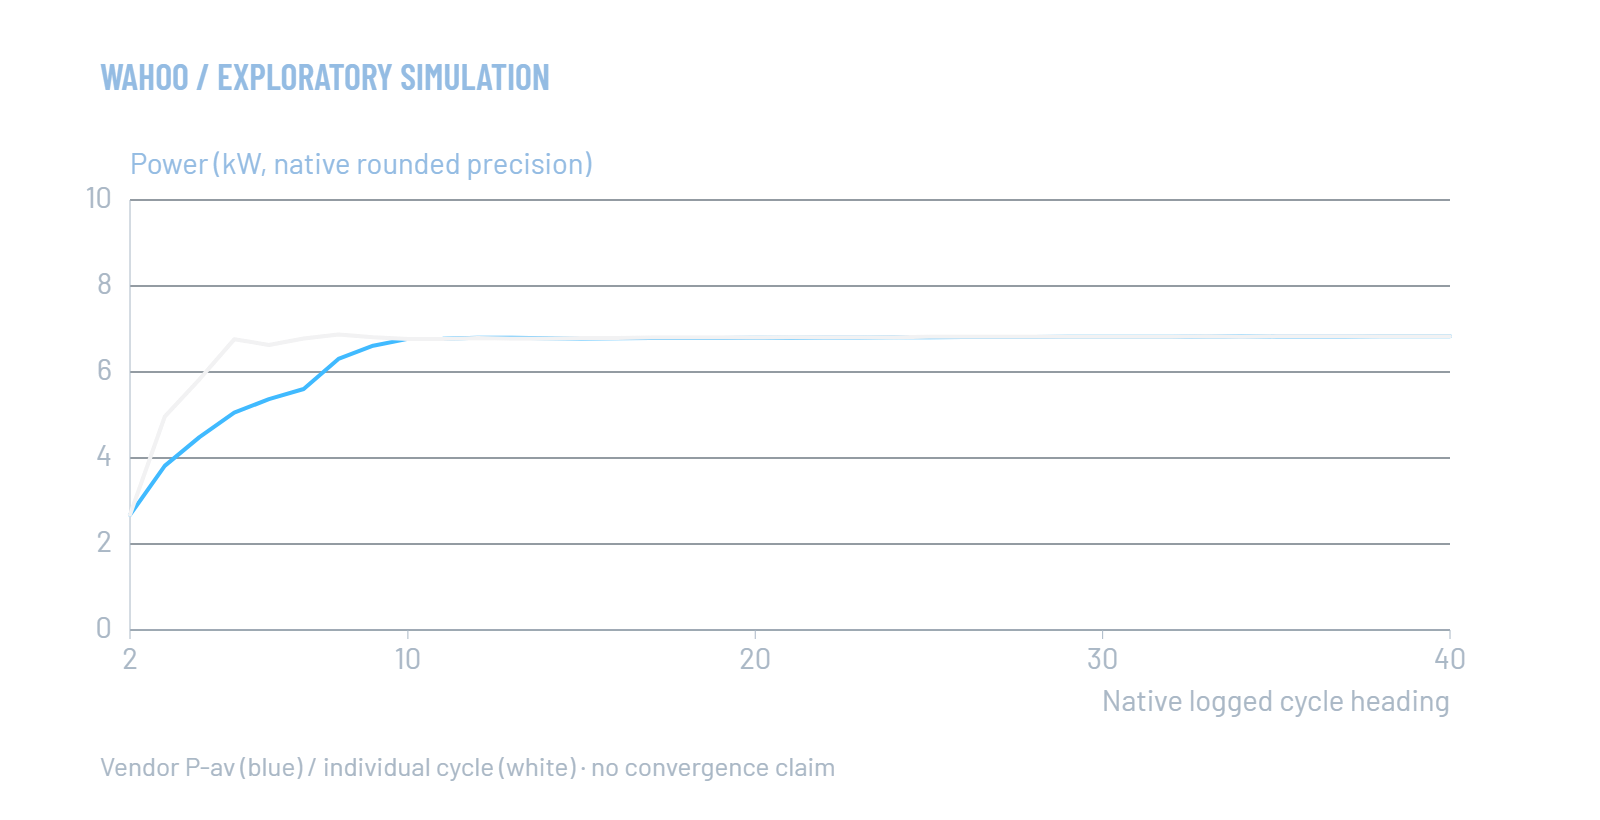 WAHOO / EXPLORATORY SIMULATION
Power (kW, native rounded precision)
10
8
6
4
2
0
2 10 20 30 40
Native logged cycle heading
Vendor P-av (blue) / individual cycle (white) · no convergence claim